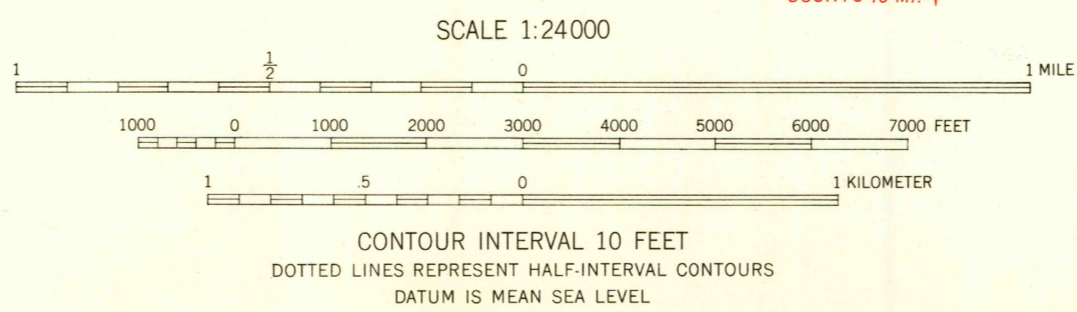 SCALE 1:24000
1 1/2 0 1 MILE
1000 0 1000 2000 3000 4000 5000 6000 7000 FEET
1 .5 0 1 KILOMETER
CONTOUR INTERVAL 10 FEET
DOTTED LINES REPRESENT HALF-INTERVAL CONTOURS
DATUM IS MEAN SEA LEVEL